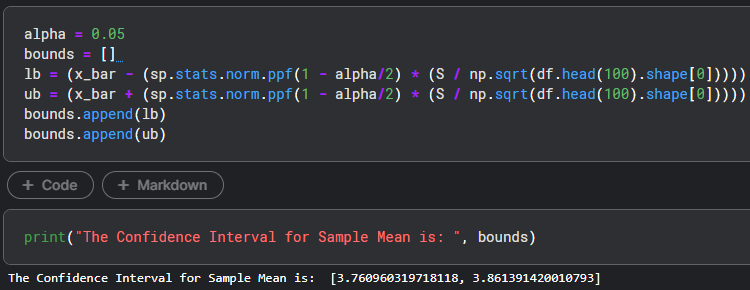 alpha = 0.05
bounds = []
lb = (x_bar - (sp.stats.norm.ppf(1 - alpha/2) * (S / np.sqrt(df.head(100).shape[0]))))
ub = (x_bar + (sp.stats.norm.ppf(1 - alpha/2) * (S / np.sqrt(df.head(100).shape[0]))))
bounds.append(lb)
bounds.append(ub)
+ Code + Markdown
print("The Confidence Interval for Sample Mean is: ", bounds)
The Confidence Interval for Sample Mean is:  [3.760960319718118, 3.861391420010793]